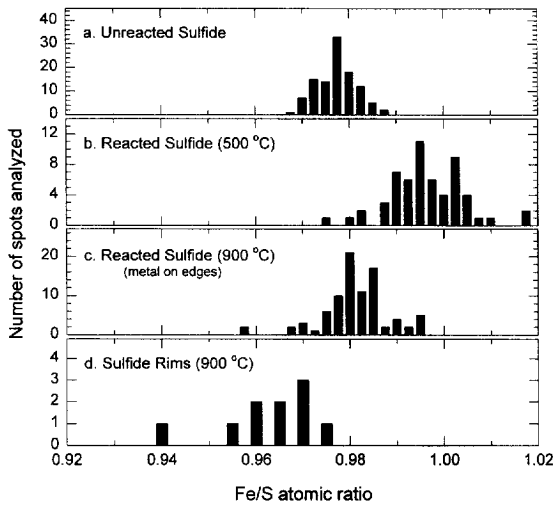 40
30
20
10
0
a. Unreacted Sulfide
12
8
4
0
b. Reacted Sulfide (500 °C)
20
10
0
c. Reacted Sulfide (900 °C)
(metal on edges)
4
3
2
1
0
d. Sulfide Rims (900 °C)
Number of spots analyzed
0.92 0.94 0.96 0.98 1.00 1.02
Fe/S atomic ratio